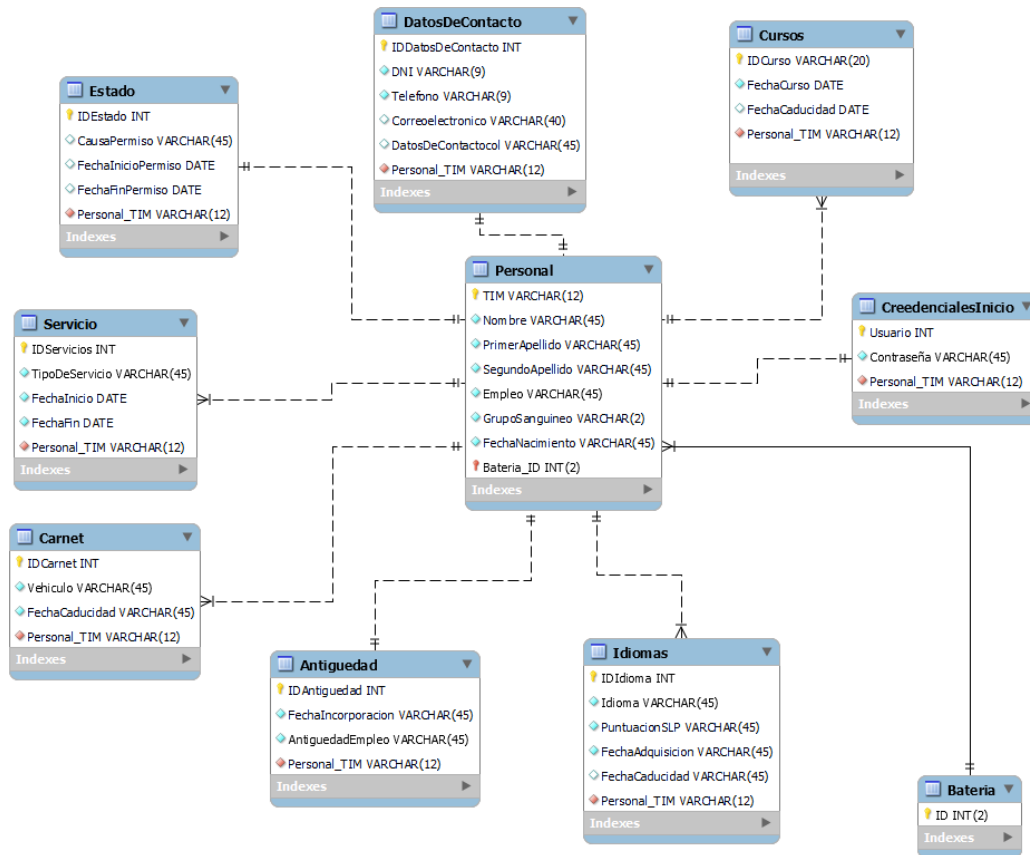 DatosDeContacto
IDDatosDeContacto INT
DNI VARCHAR(9)
Telefono VARCHAR(9)
Correoelectronico VARCHAR(40)
DatosDeContactocol VARCHAR(45)
Personal_TIM VARCHAR(12)
Indexes
Cursos
IDCurso VARCHAR(20)
FechaCurso DATE
FechaCaducidad DATE
Personal_TIM VARCHAR(12)
Indexes
Estado
IDEstado INT
CausaPermiso VARCHAR(45)
FechaInicioPermiso DATE
FechaFinPermiso DATE
Personal_TIM VARCHAR(12)
Indexes
Personal
TIM VARCHAR(12)
Nombre VARCHAR(45)
PrimerApellido VARCHAR(45)
SegundoApellido VARCHAR(45)
Empleo VARCHAR(45)
GrupoSanguineo VARCHAR(2)
FechaNacimiento VARCHAR(45)
Bateria_ID INT(2)
Indexes
CreedencialesInicio
Usuario INT
Contraseña VARCHAR(45)
Personal_TIM VARCHAR(12)
Indexes
Servicio
IDServicios INT
TipoDeServicio VARCHAR(45)
FechaInicio DATE
FechaFin DATE
Personal_TIM VARCHAR(12)
Indexes
Carnet
IDCarnet INT
Vehiculo VARCHAR(45)
FechaCaducidad VARCHAR(45)
Personal_TIM VARCHAR(12)
Indexes
Antiguedad
IDAntiguedad INT
FechaIncorporacion VARCHAR(45)
AntiguedadEmpleo VARCHAR(45)
Personal_TIM VARCHAR(12)
Indexes
Idiomas
IDIdioma INT
Idioma VARCHAR(45)
PuntuacionSLP VARCHAR(45)
FechaAdquisicion VARCHAR(45)
FechaCaducidad VARCHAR(45)
Personal_TIM VARCHAR(12)
Indexes
Bateria
ID INT(2)
Indexes